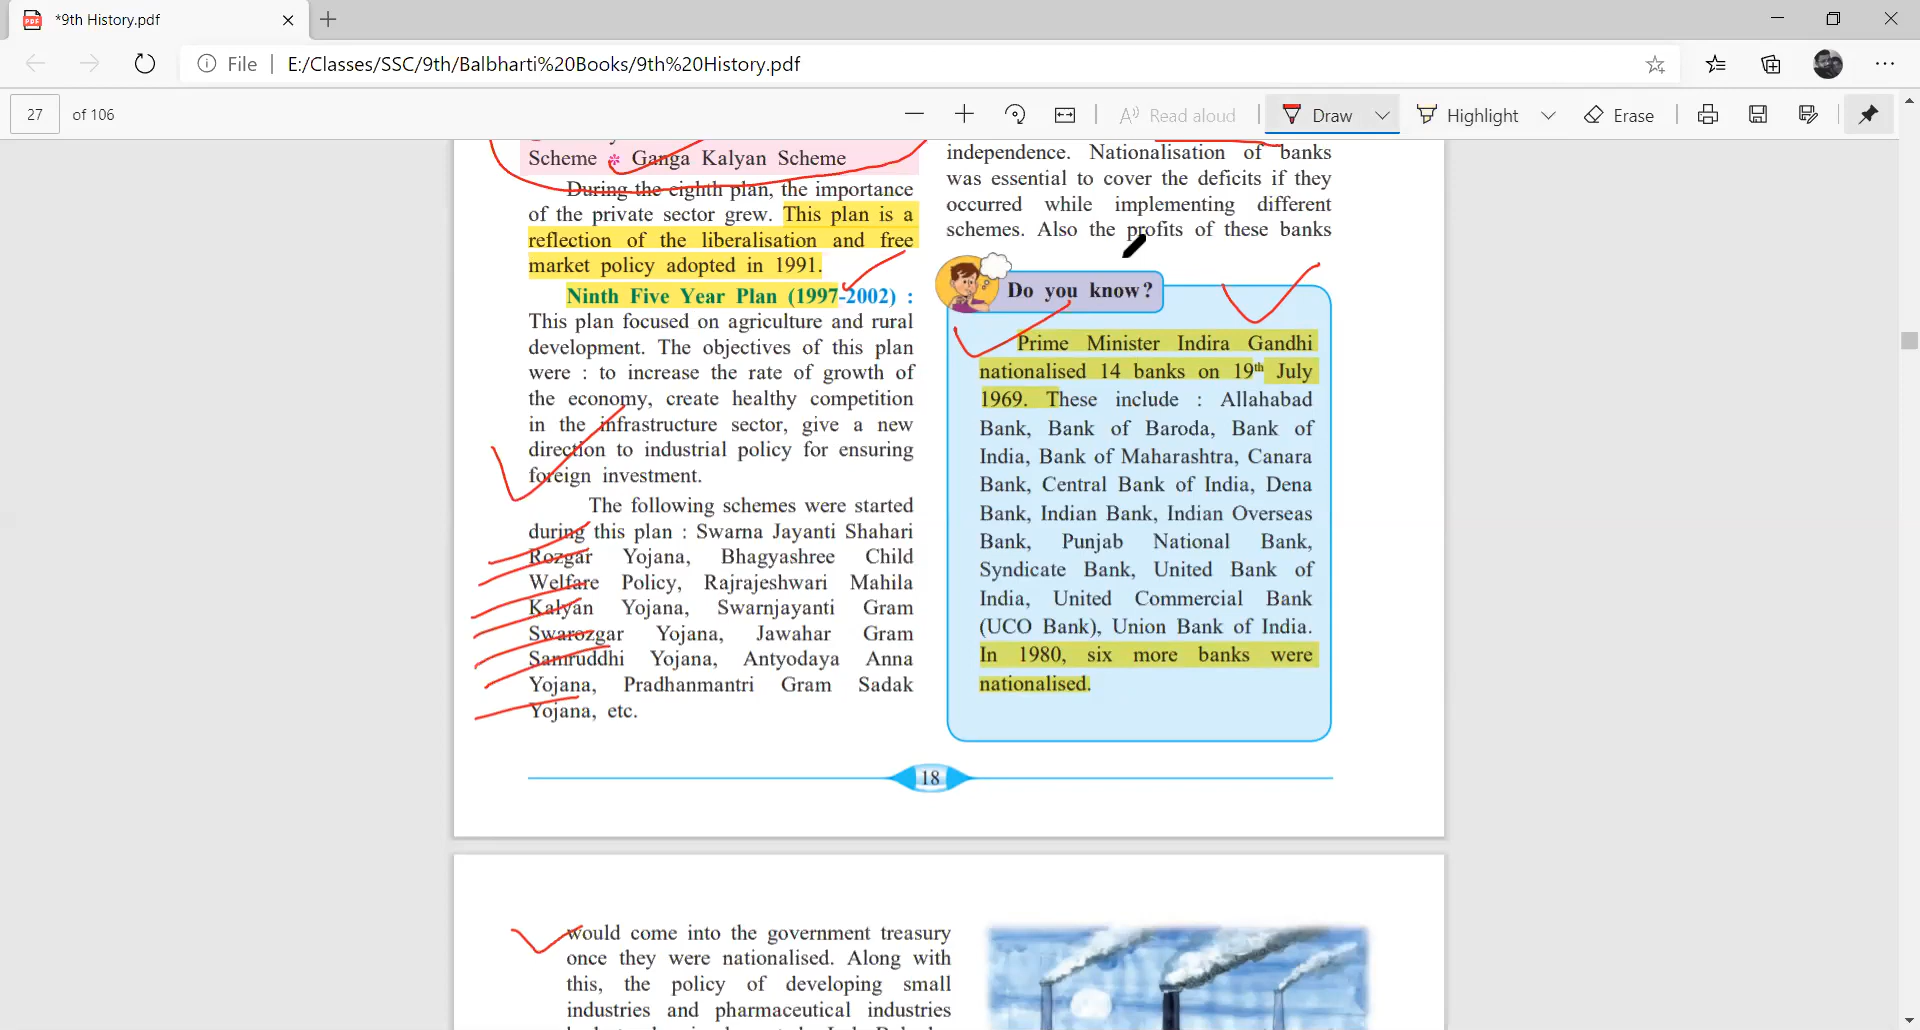 *9th History.pdf
File
E:/Classes/SSC/9th/Balbharti%20Books/9th%20History.pdf
27 of 106
Read aloud
Draw
Highlight
Erase
Scheme * Ganga Kalyan Scheme
During the eighth plan, the importance
of the private sector grew. This plan is a
reflection of the liberalisation and free
market policy adopted in 1991.
Ninth Five Year Plan (1997-2002) :
This plan focused on agriculture and rural
development. The objectives of this plan
were : to increase the rate of growth of
the economy, create healthy competition
in the infrastructure sector, give a new
direction to industrial policy for ensuring
foreign investment.
The following schemes were started
during this plan : Swarna Jayanti Shahari
Rozgar Yojana, Bhagyashree Child
Welfare Policy, Rajrajeshwari Mahila
Kalyan Yojana, Swarnjayanti Gram
Swarozgar Yojana, Jawahar Gram
Samruddhi Yojana, Antyodaya Anna
Yojana, Pradhanmantri Gram Sadak
Yojana, etc.
independence. Nationalisation of banks
was essential to cover the deficits if they
occurred while implementing different
schemes. Also the profits of these banks
Do you know?
Prime Minister Indira Gandhi
nationalised 14 banks on 19th July
1969. These include : Allahabad
Bank, Bank of Baroda, Bank of
India, Bank of Maharashtra, Canara
Bank, Central Bank of India, Dena
Bank, Indian Bank, Indian Overseas
Bank, Punjab National Bank,
Syndicate Bank, United Bank of
India, United Commercial Bank
(UCO Bank), Union Bank of India.
In 1980, six more banks were
nationalised.
18
would come into the government treasury
once they were nationalised. Along with
this, the policy of developing small
industries and pharmaceutical industries